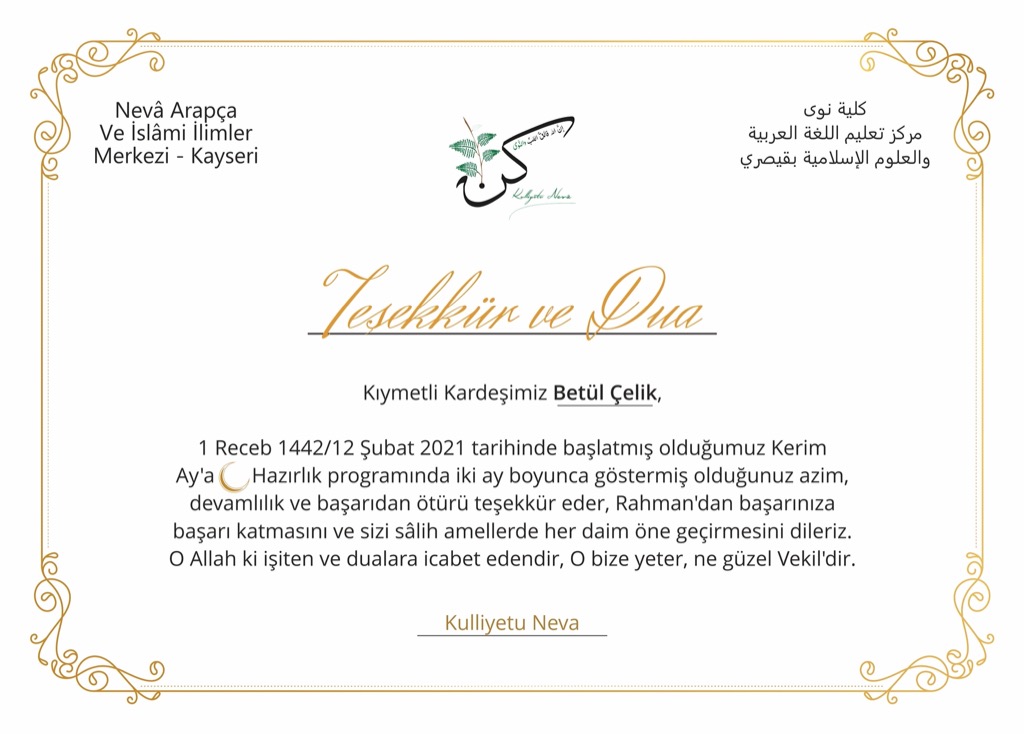 Nevâ Arapça
Ve İslâmi İlimler
Merkezi - Kayseri
كلية نوى
مركز تعليم اللغة العربية
والعلوم الإسلامية بقيصري
كن
Kulliyetu Neva
Teşekkür ve Dua
Kıymetli Kardeşimiz Betül Çelik,
1 Receb 1442/12 Şubat 2021 tarihinde başlatmış olduğumuz Kerim
Ay'a Hazırlık programında iki ay boyunca göstermiş olduğunuz azim,
devamlılık ve başarıdan ötürü teşekkür eder, Rahman'dan başarınıza
başarı katmasını ve sizi sâlih amellerde her daim öne geçirmesini dileriz.
O Allah ki işiten ve dualara icabet edendir, O bize yeter, ne güzel Vekil'dir.
Kulliyetu Neva